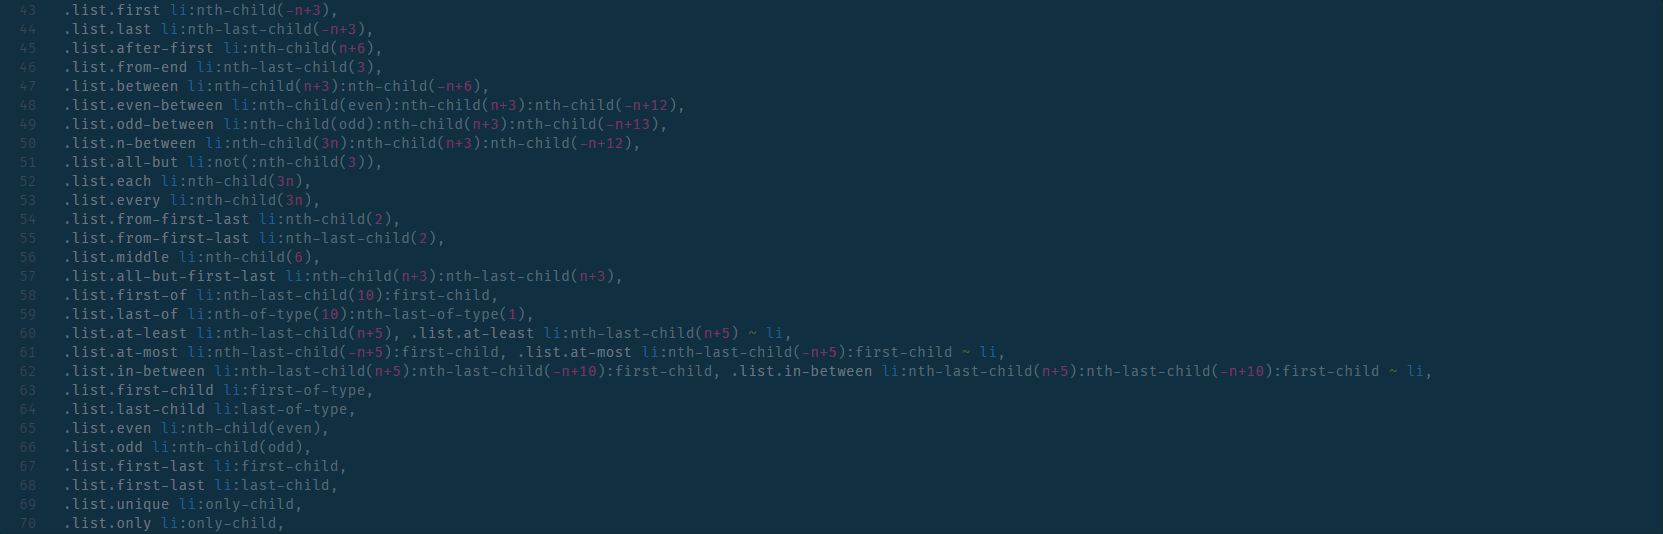 43 .list.first li:nth-child(-n+3),
44 .list.last li:nth-last-child(-n+3),
45 .list.after-first li:nth-child(n+6),
46 .list.from-end li:nth-last-child(3),
47 .list.between li:nth-child(n+3):nth-child(-n+6),
48 .list.even-between li:nth-child(even):nth-child(n+3):nth-child(-n+12),
49 .list.odd-between li:nth-child(odd):nth-child(n+3):nth-child(-n+13),
50 .list.n-between li:nth-child(3n):nth-child(n+3):nth-child(-n+12),
51 .list.all-but li:not(:nth-child(3)),
52 .list.each li:nth-child(3n),
53 .list.every li:nth-child(3n),
54 .list.from-first-last li:nth-child(2),
55 .list.from-first-last li:nth-last-child(2),
56 .list.middle li:nth-child(6),
57 .list.all-but-first-last li:nth-child(n+3):nth-last-child(n+3),
58 .list.first-of li:nth-last-child(10):first-child,
59 .list.last-of li:nth-of-type(10):nth-last-of-type(1),
60 .list.at-least li:nth-last-child(n+5), .list.at-least li:nth-last-child(n+5) ~ li,
61 .list.at-most li:nth-last-child(-n+5):first-child, .list.at-most li:nth-last-child(-n+5):first-child ~ li,
62 .list.in-between li:nth-last-child(n+5):nth-last-child(-n+10):first-child, .list.in-between li:nth-last-child(n+5):nth-last-child(-n+10):first-child ~ li,
63 .list.first-child li:first-of-type,
64 .list.last-child li:last-of-type,
65 .list.even li:nth-child(even),
66 .list.odd li:nth-child(odd),
67 .list.first-last li:first-child,
68 .list.first-last li:last-child,
69 .list.unique li:only-child,
70 .list.only li:only-child,